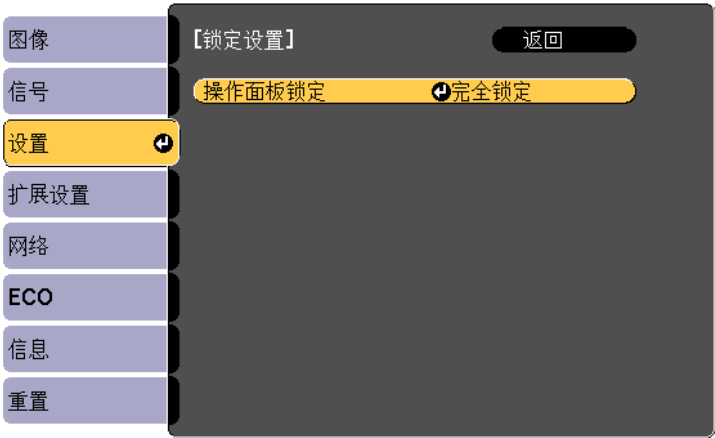 图像
信号
设置
扩展设置
网络
ECO
信息
重置
【锁定设置】
返回
操作面板锁定
完全锁定